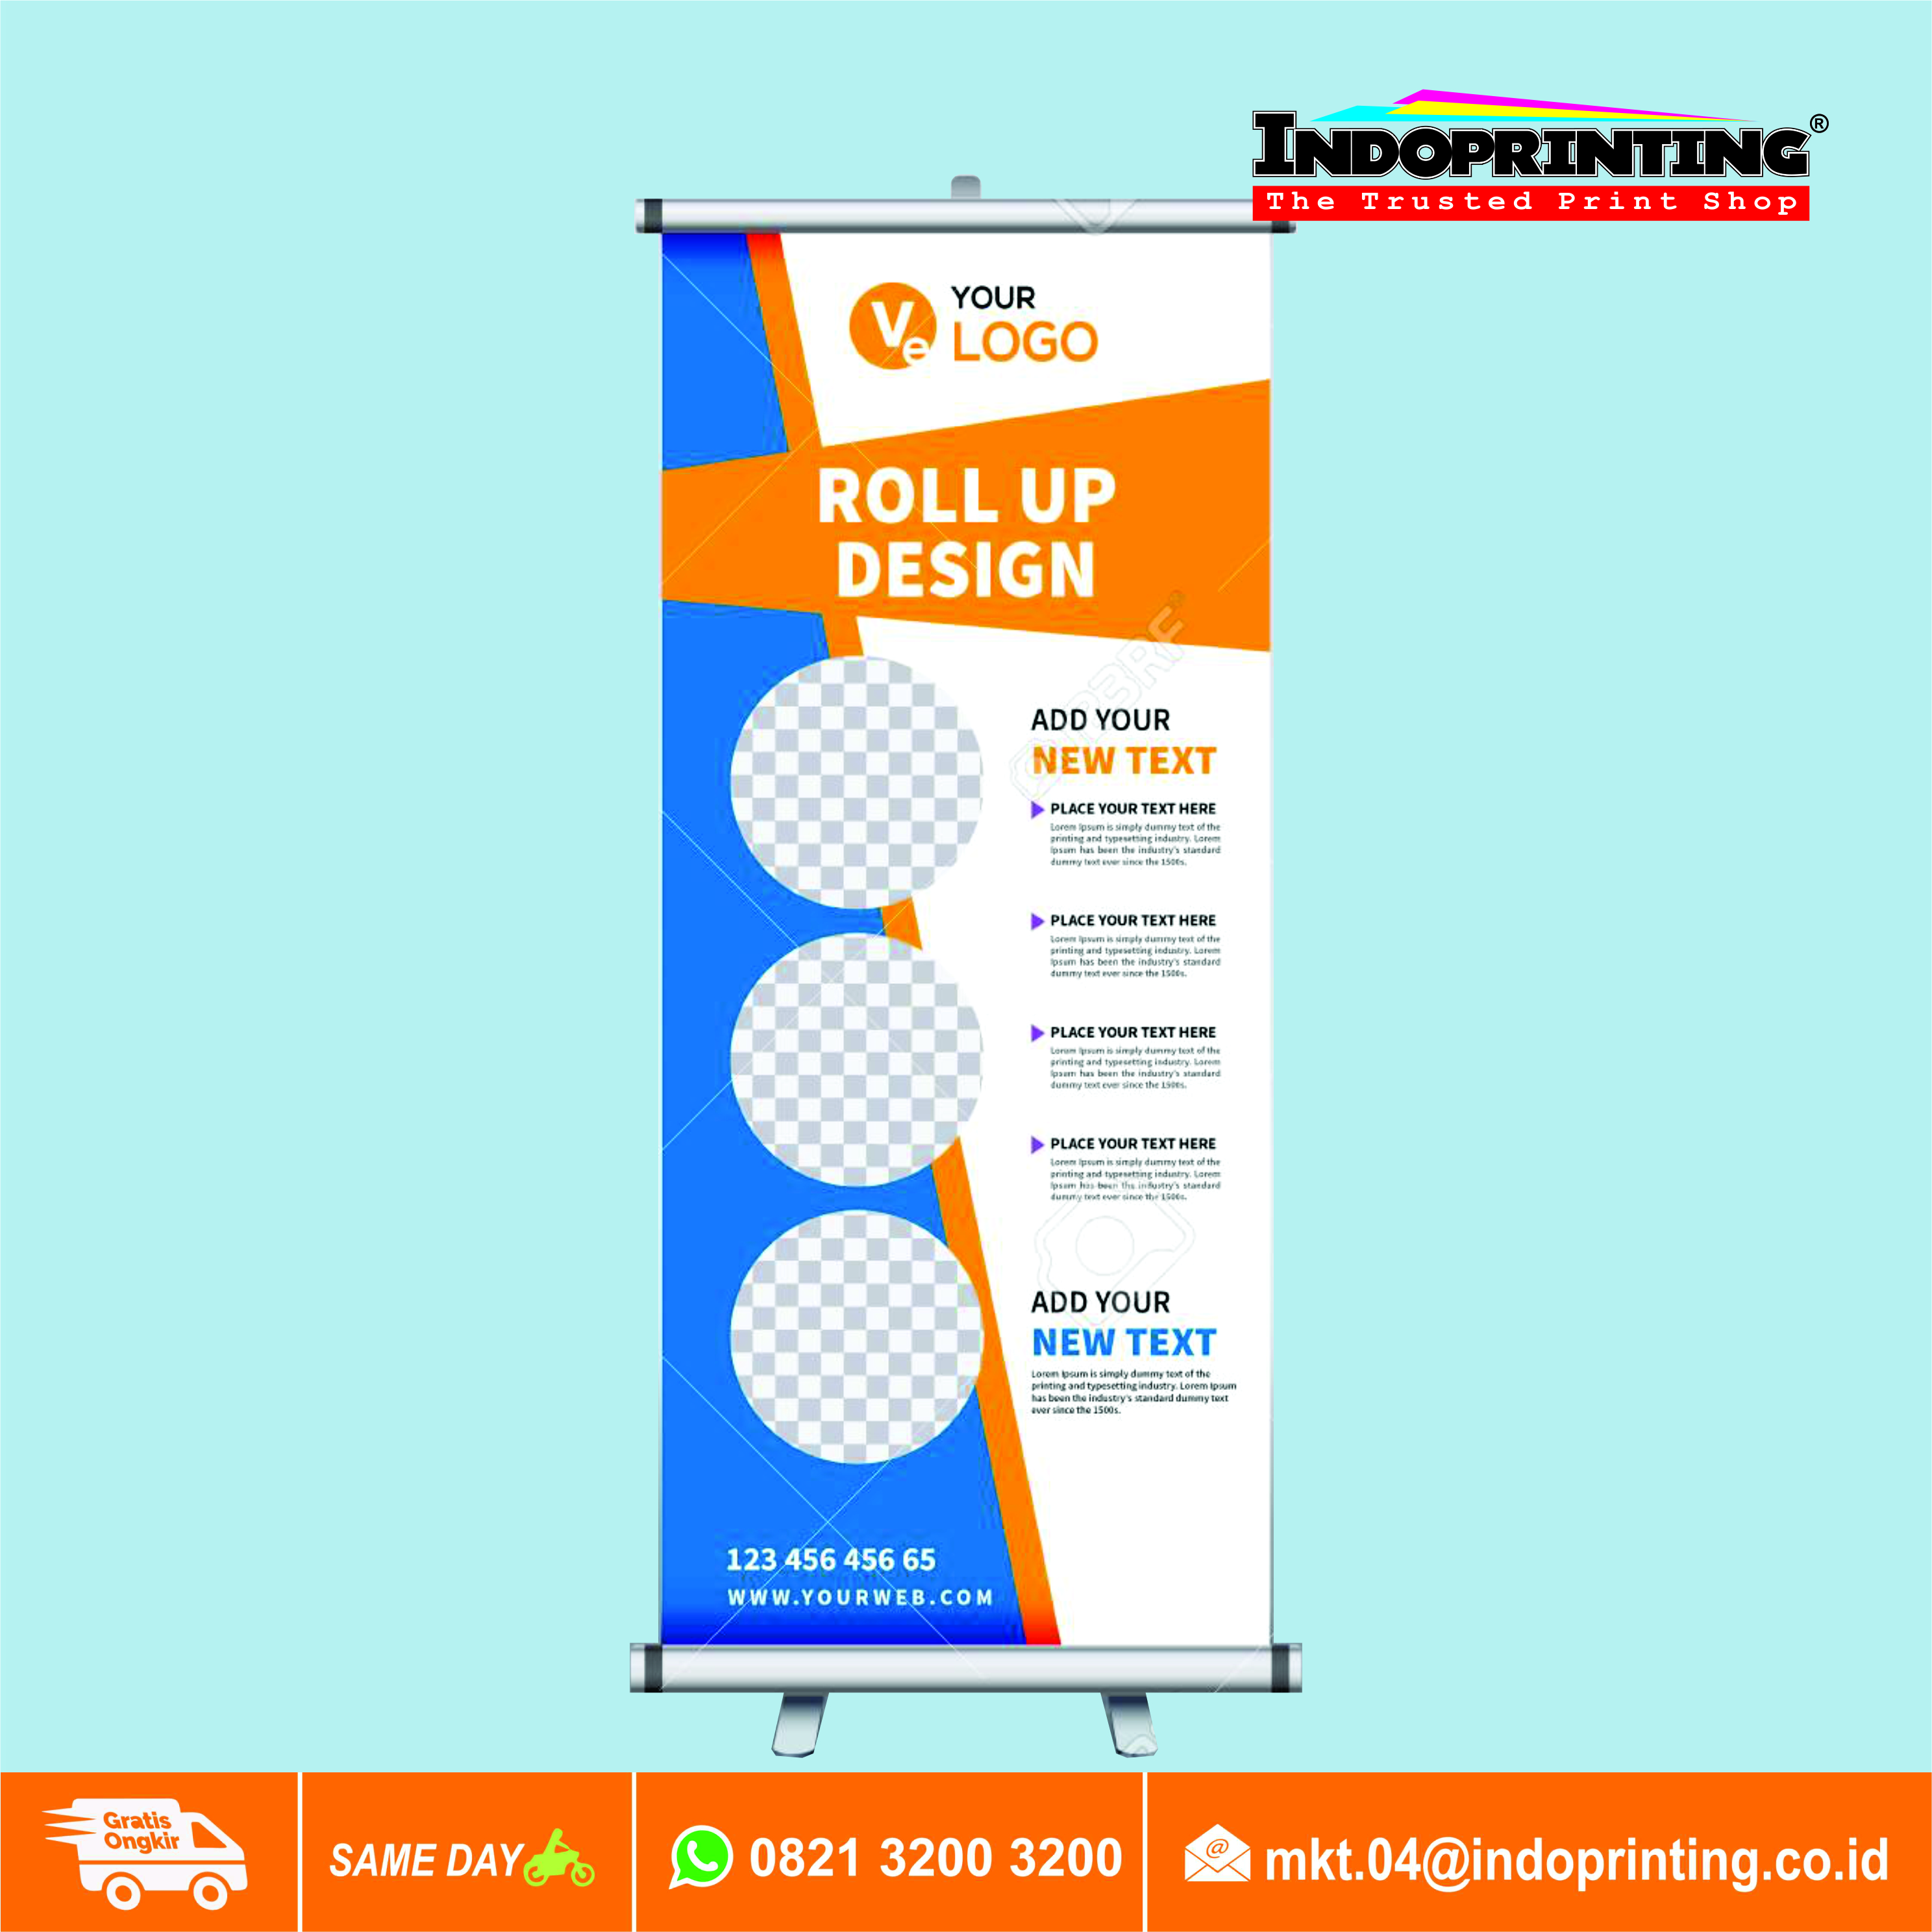 INDOPRINTING®
The Trusted Print Shop
Ve
YOUR
LOGO
ROLL UP
DESIGN
123RF®
ADD YOUR
NEW TEXT
PLACE YOUR TEXT HERE
Lorem Ipsum is simply dummy text of the
printing and typesetting industry. Lorem
Ipsum has been the industry's standard
dummy text ever since the 1500s.
PLACE YOUR TEXT HERE
Lorem Ipsum is simply dummy text of the
printing and typesetting industry. Lorem
Ipsum has been the industry's standard
dummy text ever since the 1500s.
PLACE YOUR TEXT HERE
Lorem Ipsum is simply dummy text of the
printing and typesetting industry. Lorem
Ipsum has been the industry's standard
dummy text ever since the 1500s.
PLACE YOUR TEXT HERE
Lorem Ipsum is simply dummy text of the
printing and typesetting industry. Lorem
Ipsum has been the industry's standard
dummy text ever since the 1500s.
ADD YOUR
NEW TEXT
Lorem Ipsum is simply dummy text of the
printing and typesetting industry. Lorem Ipsum
has been the industry's standard dummy text
ever since the 1500s.
123 456 456 65
WWW.YOURWEB.COM
Gratis
Ongkir
SAME DAY
0821 3200 3200
@
mkt.04@indoprinting.co.id